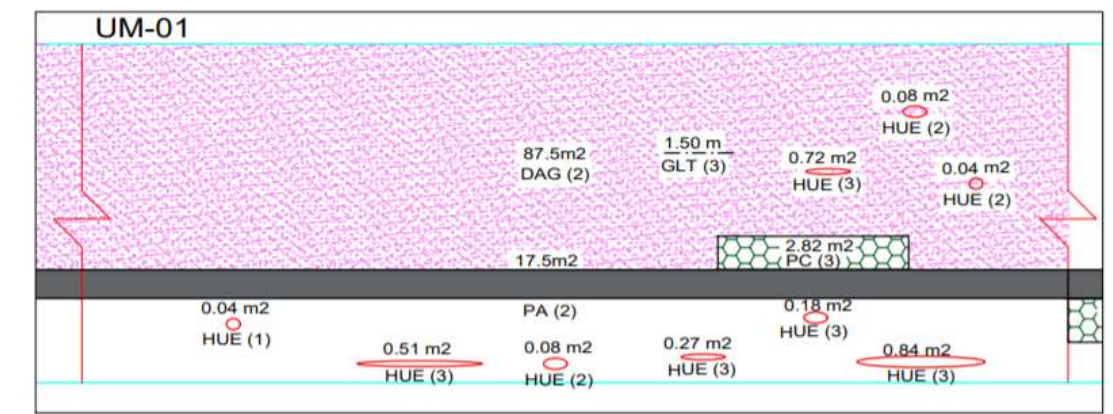 UM-01
0.08 m2
HUE (2)
87.5m2
DAG (2)
1.50 m
GLT (3)
0.72 m2
HUE (3)
0.04 m2
HUE (2)
17.5m2
2.82 m2
PC (3)
0.04 m2
HUE (1)
PA (2)
0.18 m2
HUE (3)
0.51 m2
HUE (3)
0.08 m2
HUE (2)
0.27 m2
HUE (3)
0.84 m2
HUE (3)